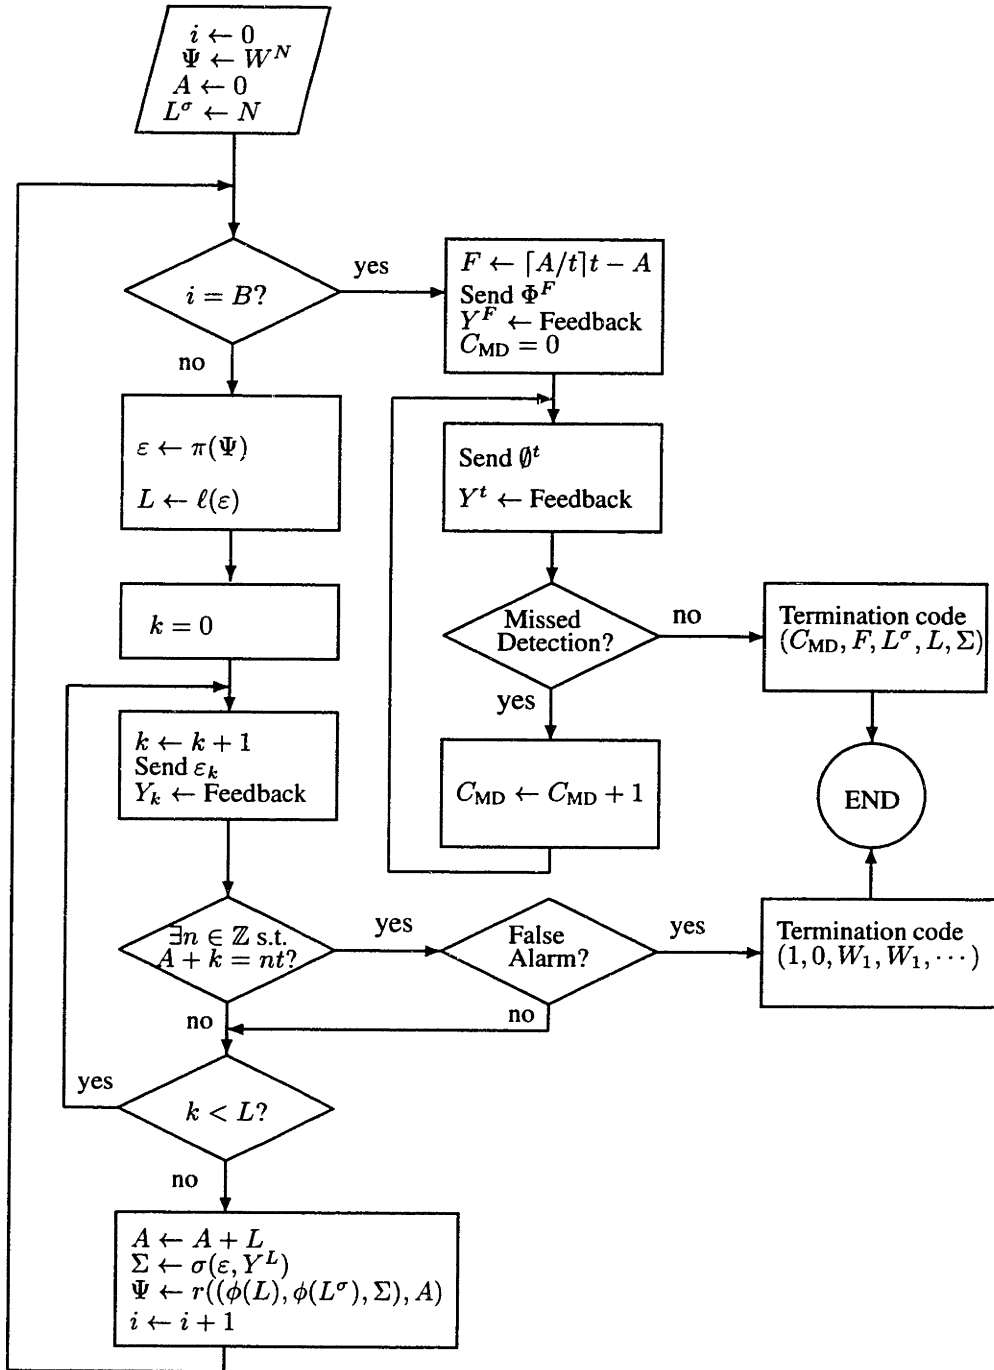 i ← 0
Ψ ← W^N
A ← 0
L^σ ← N
i = B?
yes
no
F ← ⌈A/t⌉t − A
Send Φ^F
Y^F ← Feedback
C_MD = 0
ε ← π(Ψ)
L ← ℓ(ε)
Send ∅^t
Y^t ← Feedback
k = 0
Missed
Detection?
no
yes
Termination code
(C_MD, F, L^σ, L, Σ)
k ← k + 1
Send ε_k
Y_k ← Feedback
C_MD ← C_MD + 1
END
∃n ∈ ℤ s.t.
A + k = nt?
yes
no
False
Alarm?
yes
no
Termination code
(1, 0, W_1, W_1, ⋯)
k < L?
yes
no
A ← A + L
Σ ← σ(ε, Y^L)
Ψ ← r((φ(L), φ(L^σ), Σ), A)
i ← i + 1